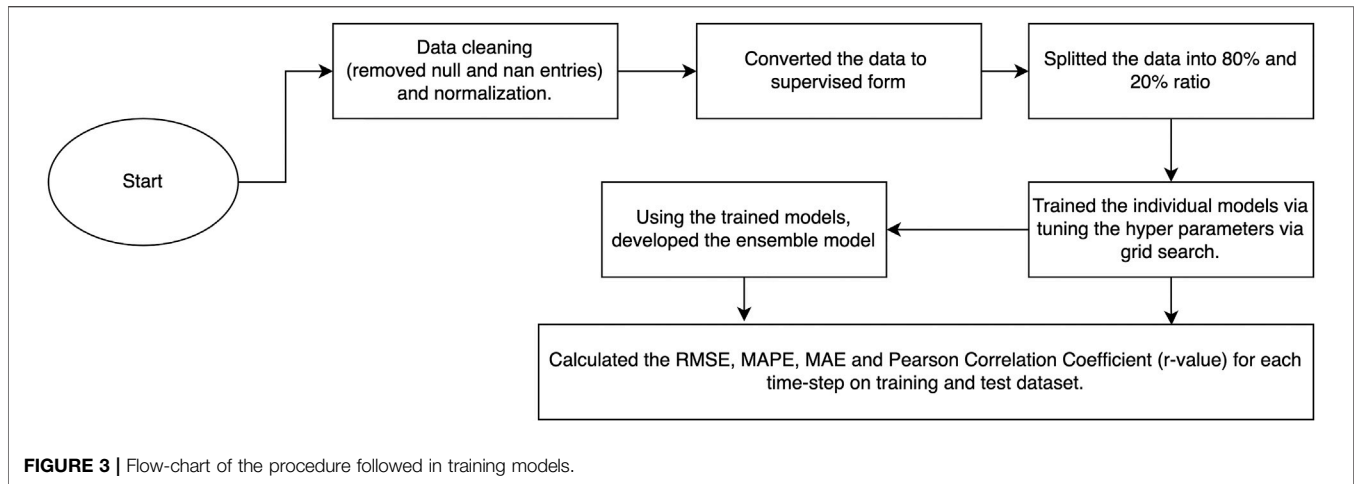 Start
Data cleaning
(removed null and nan entries)
and normalization.
Converted the data to
supervised form
Splitted the data into 80% and
20% ratio
Trained the individual models via
tuning the hyper parameters via
grid search.
Using the trained models,
developed the ensemble model
Calculated the RMSE, MAPE, MAE and Pearson Correlation Coefficient (r-value) for each
time-step on training and test dataset.
FIGURE 3 | Flow-chart of the procedure followed in training models.